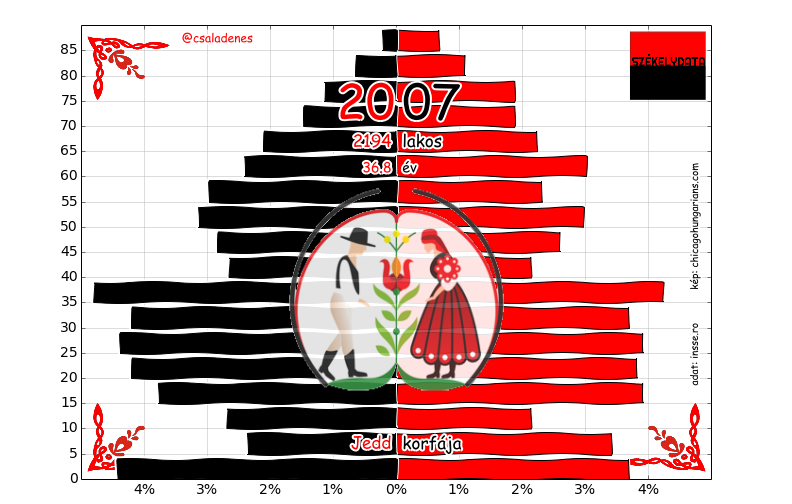 @csaladenes
SZÉKELYDATA
2007
2194 lakos
36.8 év
kép: chicagohungarians.com
adat: insse.ro
Jedd korfája
85
80
75
70
65
60
55
50
45
40
35
30
25
20
15
10
5
0
4% 3% 2% 1% 0% 1% 2% 3% 4%